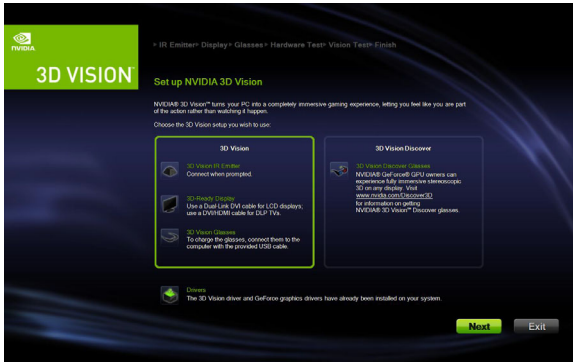 NVIDIA
3D VISION™
IR Emitter▸ Display▸ Glasses▸ Hardware Test▸ Vision Test▸ Finish
Set up NVIDIA 3D Vision
NVIDIA® 3D Vision™ turns your PC into a completely immersive gaming experience, letting you feel like you are part
of the action rather than watching it happen.
Choose the 3D Vision setup you wish to use:
3D Vision
3D Vision IR Emitter
Connect when prompted.
3D-Ready Display
Use a Dual-Link DVI cable for LCD displays;
use a DVI/HDMI cable for DLP TVs.
3D Vision Glasses
To charge the glasses, connect them to the
computer with the provided USB cable.
3D Vision Discover
3D Vision Discover Glasses
NVIDIA® GeForce® GPU owners can
experience fully immersive stereoscopic
3D on any display. Visit
www.nvidia.com/Discover3D
for information on getting
NVIDIA® 3D Vision™ Discover glasses.
Drivers
The 3D Vision driver and GeForce graphics drivers have already been installed on your system.
Next
Exit